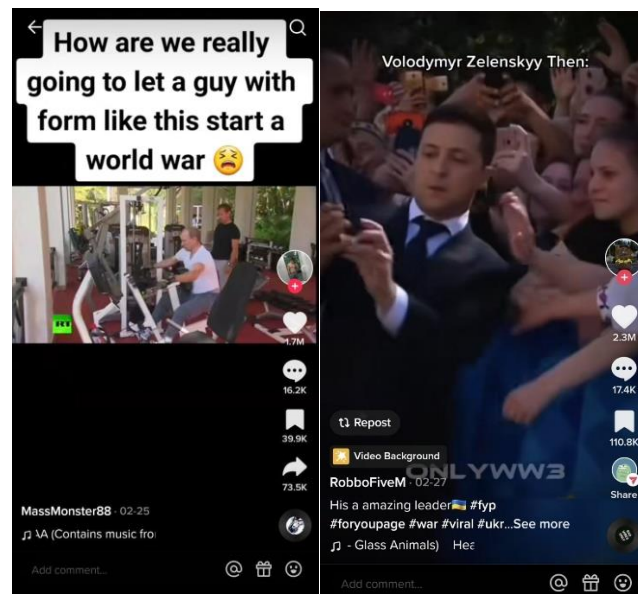 How are we really
going to let a guy with
form like this start a
world war 😫
RT
1.7M
16.2K
39.9K
73.5K
MassMonster88 · 02-25
♫ \A (Contains music fro
Add comment...
Volodymyr Zelenskyy Then:
2.3M
17.4K
110.8K
Repost
Video Background
ONLYWW3
Share
RobboFiveM · 02-27
His a amazing leader🇺🇦 #fyp
#foryoupage #war #viral #ukr...See more
♫ - Glass Animals) Hea
Add comment...